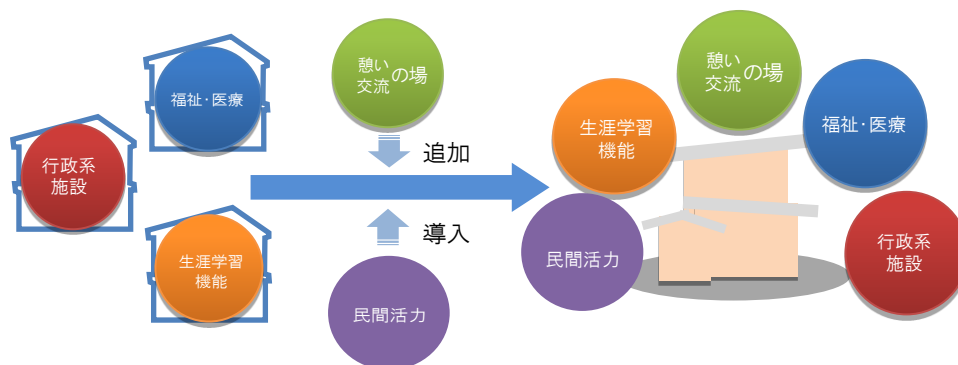 福祉・医療
行政系
施設
生涯学習
機能
憩い
交流の場
追加
導入
民間活力
憩い
交流の場
生涯学習
機能
福祉・医療
民間活力
行政系
施設